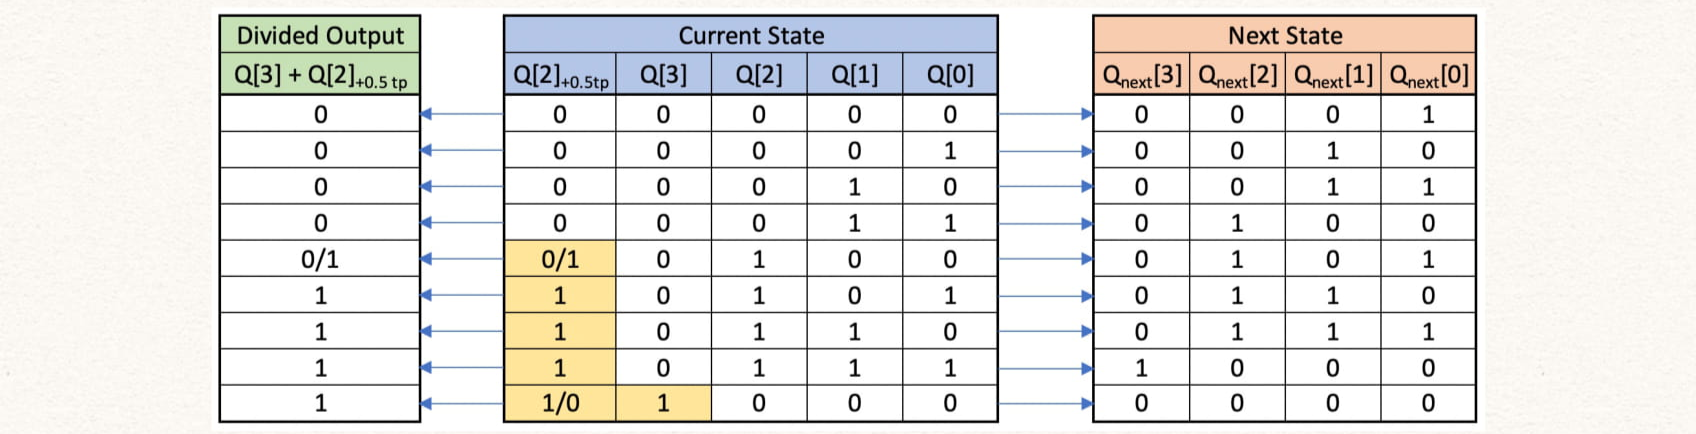 Divided Output Current State Next State
Q[3] + Q[2]+0.5 tp Q[2]+0.5tp Q[3] Q[2] Q[1] Q[0] Qnext[3] Qnext[2] Qnext[1] Qnext[0]
0 0 0 0 0 0 0 0 0 1
0 0 0 0 0 1 0 0 1 0
0 0 0 0 1 0 0 0 1 1
0 0 0 0 1 1 0 1 0 0
0/1 0/1 0 1 0 0 0 1 0 1
1 1 0 1 0 1 0 1 1 0
1 1 0 1 1 0 0 1 1 1
1 1 0 1 1 1 1 0 0 0
1 1/0 1 0 0 0 0 0 0 0